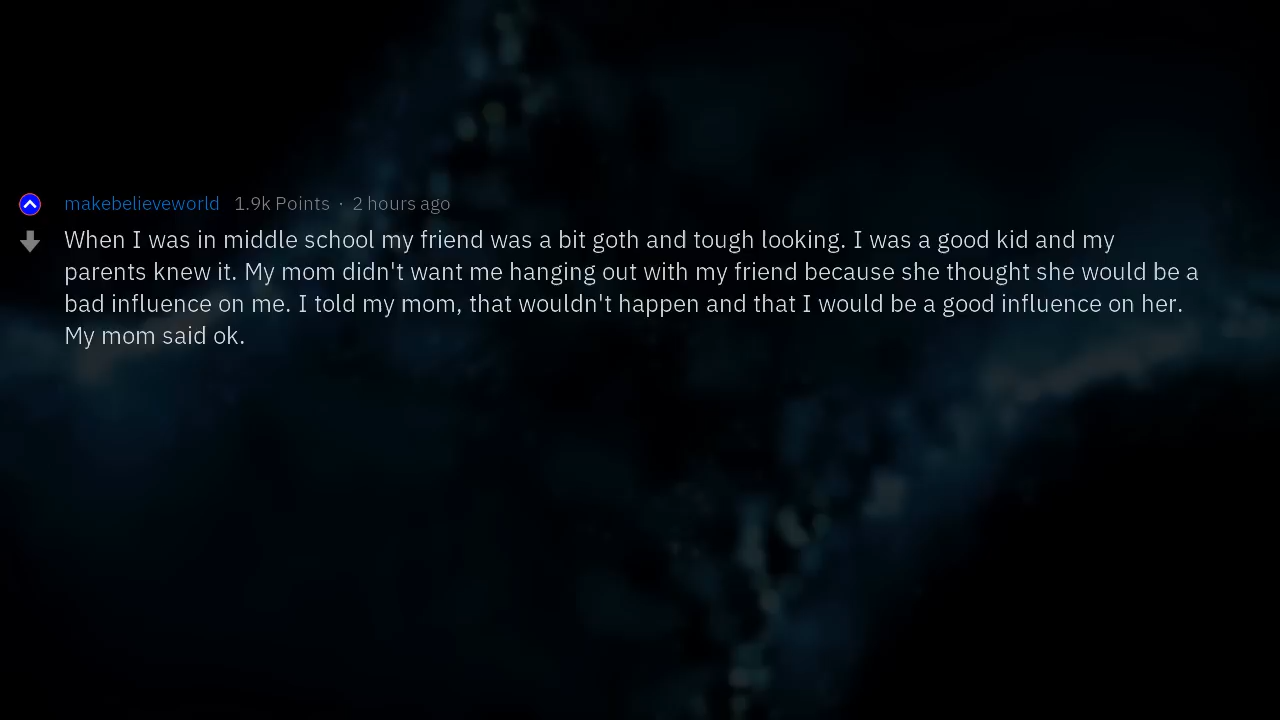 makebelieveworld 1.9k Points · 2 hours ago
When I was in middle school my friend was a bit goth and tough looking. I was a good kid and my
parents knew it. My mom didn't want me hanging out with my friend because she thought she would be a
bad influence on me. I told my mom, that wouldn't happen and that I would be a good influence on her.
My mom said ok.